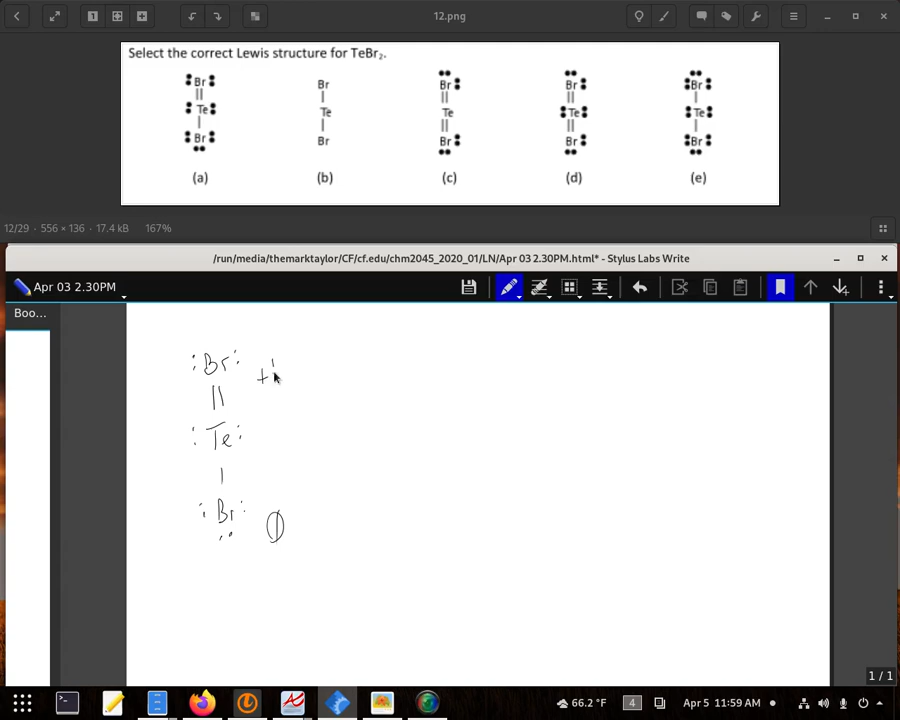 12.png
Select the correct Lewis structure for TeBr₂.
Br Br Br Br Br
Te Te Te Te Te
Br Br Br Br Br
(a) (b) (c) (d) (e)
12/29 - 556 × 136 - 17.4 kB 167%
/run/media/themarktaylor/CF/cf.edu/chm2045_2020_01/LN/Apr 03 2.30PM.html* - Stylus Labs Write
Apr 03 2.30PM
Boo...
:Br: +1
||
:Te:
|
:Br:
1 / 1
66.2 °F 4 Apr 5 11:59 AM